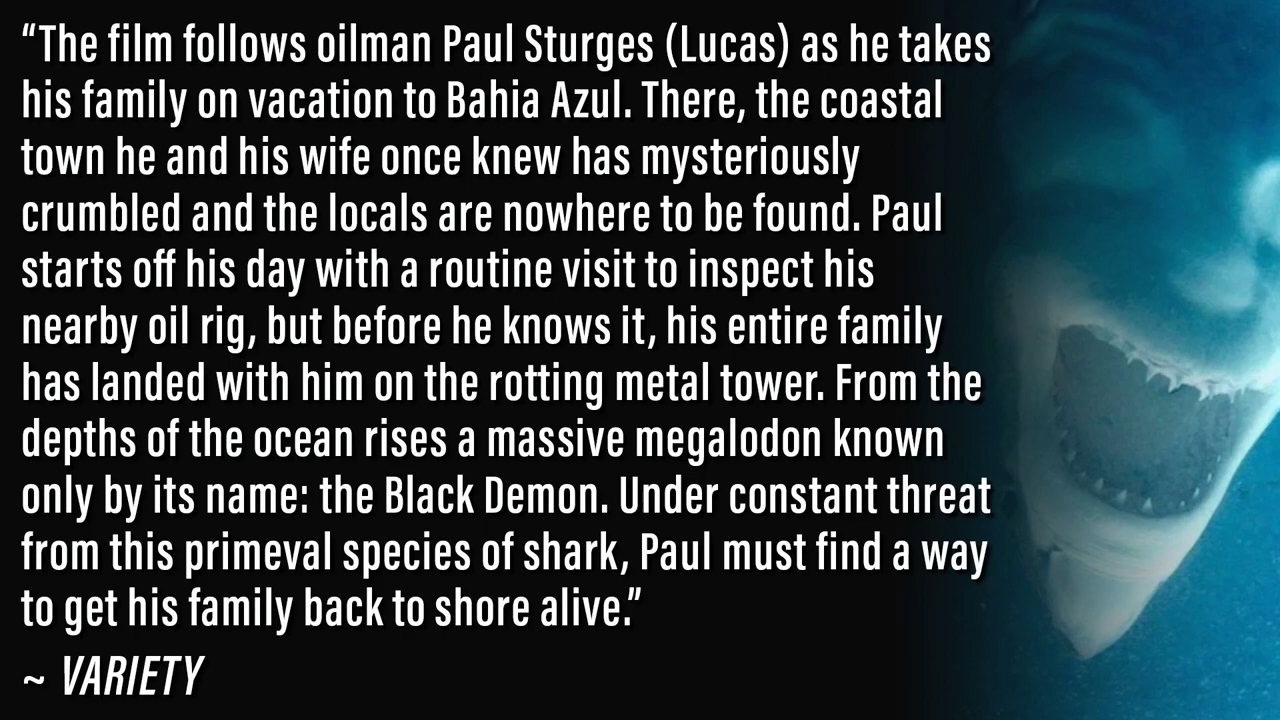 “The film follows oilman Paul Sturges (Lucas) as he takes
his family on vacation to Bahia Azul. There, the coastal
town he and his wife once knew has mysteriously
crumbled and the locals are nowhere to be found. Paul
starts off his day with a routine visit to inspect his
nearby oil rig, but before he knows it, his entire family
has landed with him on the rotting metal tower. From the
depths of the ocean rises a massive megalodon known
only by its name: the Black Demon. Under constant threat
from this primeval species of shark, Paul must find a way
to get his family back to shore alive.”
~ VARIETY